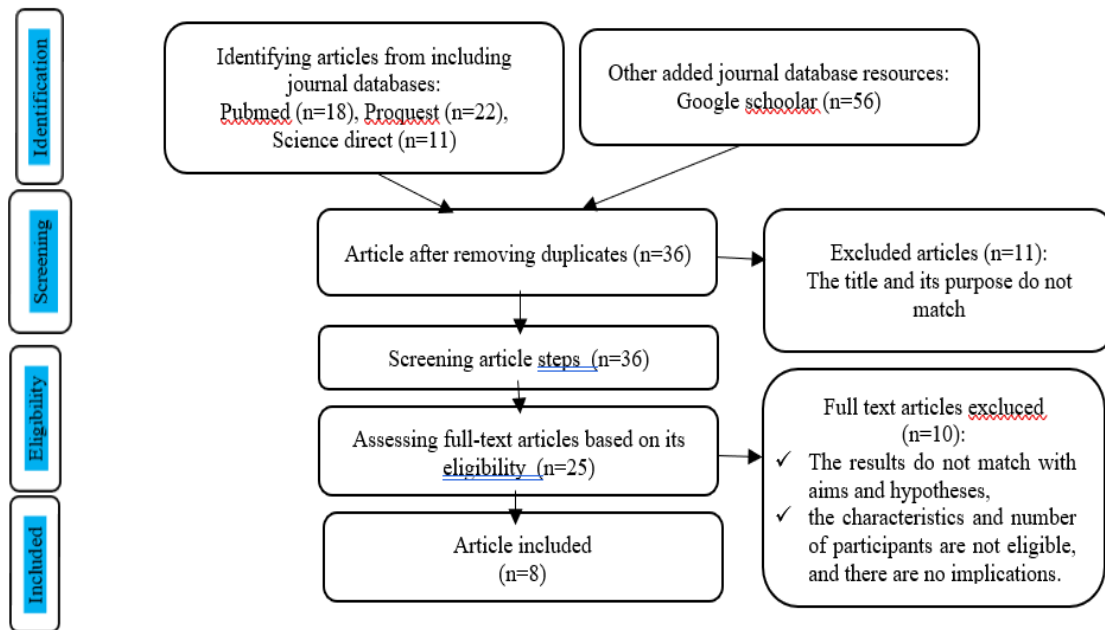 Identification
Identifying articles from including
journal databases:
Pubmed (n=18), Proquest (n=22),
Science direct (n=11)
Other added journal database resources:
Google schoolar (n=56)
Screening
Article after removing duplicates (n=36)
Excluded articles (n=11):
The title and its purpose do not
match
Screening article steps (n=36)
Eligibility
Assessing full-text articles based on its
eligibility (n=25)
Full text articles excluced
(n=10):
✓ The results do not match with
aims and hypotheses,
✓ the characteristics and number
of participants are not eligible,
and there are no implications.
Included
Article included
(n=8)